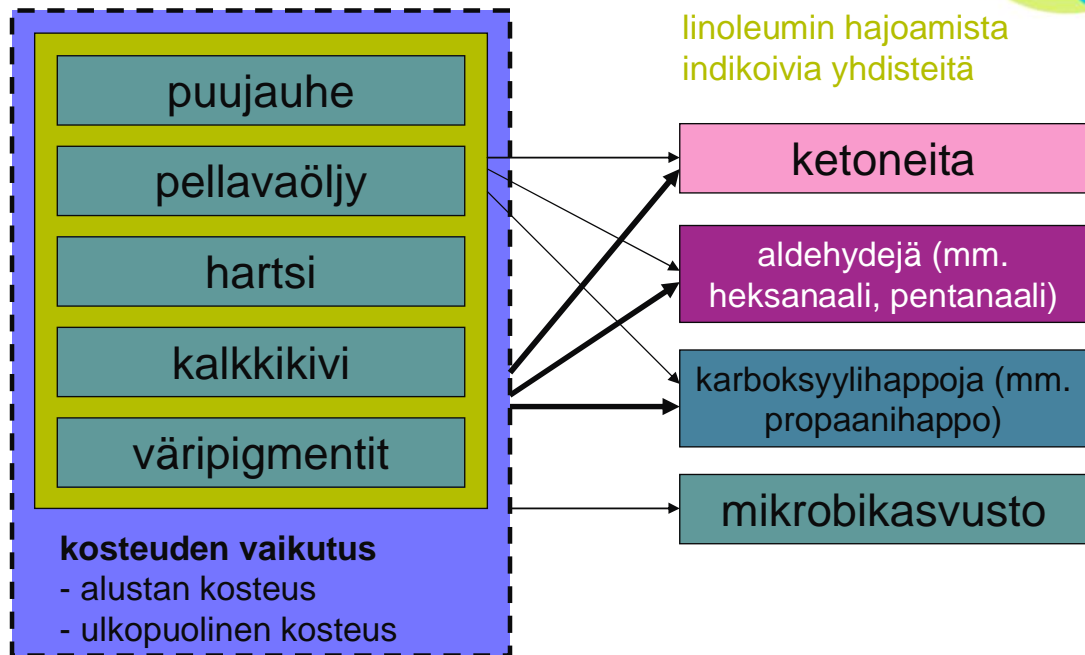 puujauhe
pellavaöljy
hartsi
kalkkikivi
väripigmentit
kosteuden vaikutus
- alustan kosteus
- ulkopuolinen kosteus
linoleumin hajoamista
indikoivia yhdisteitä
ketoneita
aldehydejä (mm.
heksanaali, pentanaali)
karboksyylihappoja (mm.
propaanihappo)
mikrobikasvusto